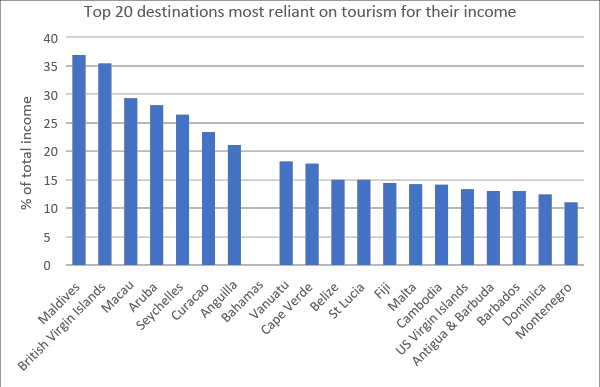 Top 20 destinations most reliant on tourism for their income
% of total income
40
35
30
25
20
15
10
5
0
Maldives
British Virgin Islands
Macau
Aruba
Seychelles
Curacao
Anguilla
Bahamas
Vanuatu
Cape Verde
Belize
St Lucia
Fiji
Malta
Cambodia
US Virgin Islands
Antigua & Barbuda
Barbados
Dominica
Montenegro